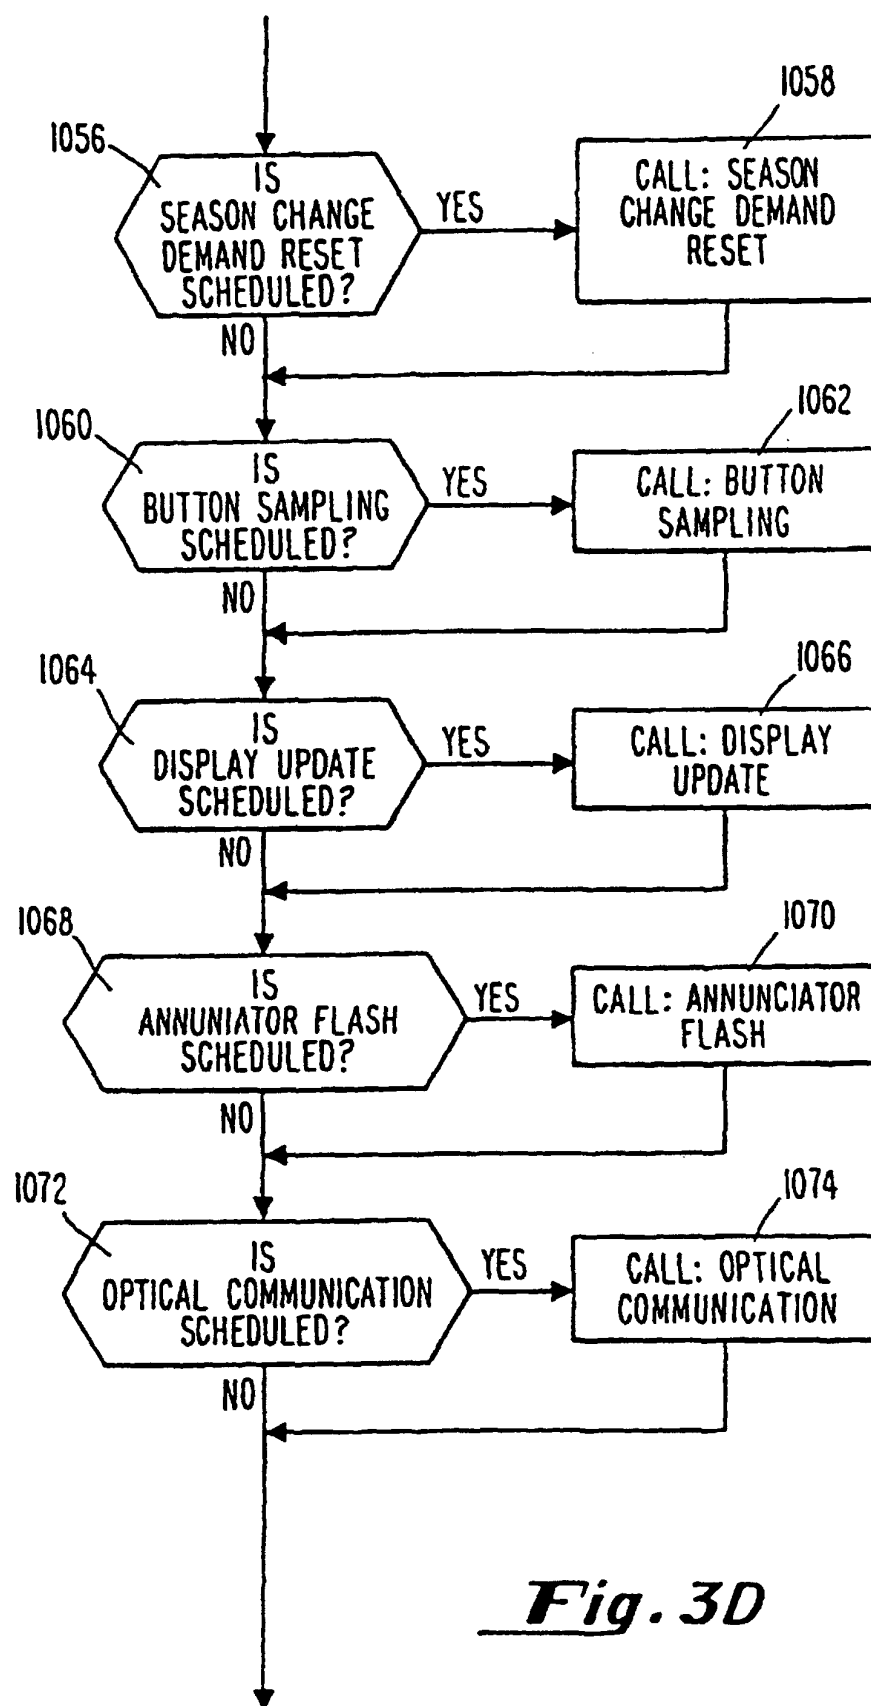 1056
IS
SEASON CHANGE
DEMAND RESET
SCHEDULED?
YES
NO
1058
CALL: SEASON
CHANGE DEMAND
RESET
1060
IS
BUTTON SAMPLING
SCHEDULED?
YES
NO
1062
CALL: BUTTON
SAMPLING
1064
IS
DISPLAY UPDATE
SCHEDULED?
YES
NO
1066
CALL: DISPLAY
UPDATE
1068
IS
ANNUNIATOR FLASH
SCHEDULED?
YES
NO
1070
CALL: ANNUNCIATOR
FLASH
1072
IS
OPTICAL COMMUNICATION
SCHEDULED?
YES
NO
1074
CALL: OPTICAL
COMMUNICATION
Fig. 3D